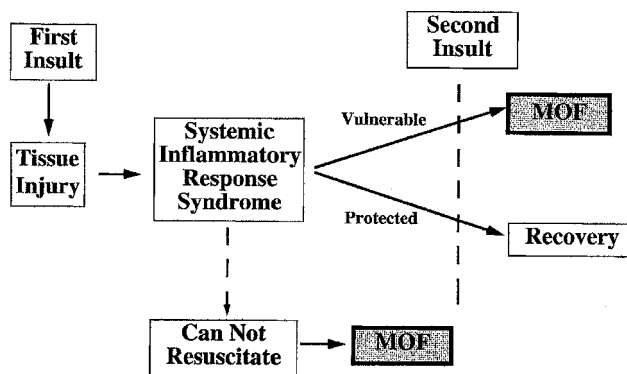 First
Insult
Second
Insult
MOF
Vulnerable
Tissue
Injury
Systemic
Inflammatory
Response
Syndrome
Protected
Recovery
Can Not
Resuscitate
MOF